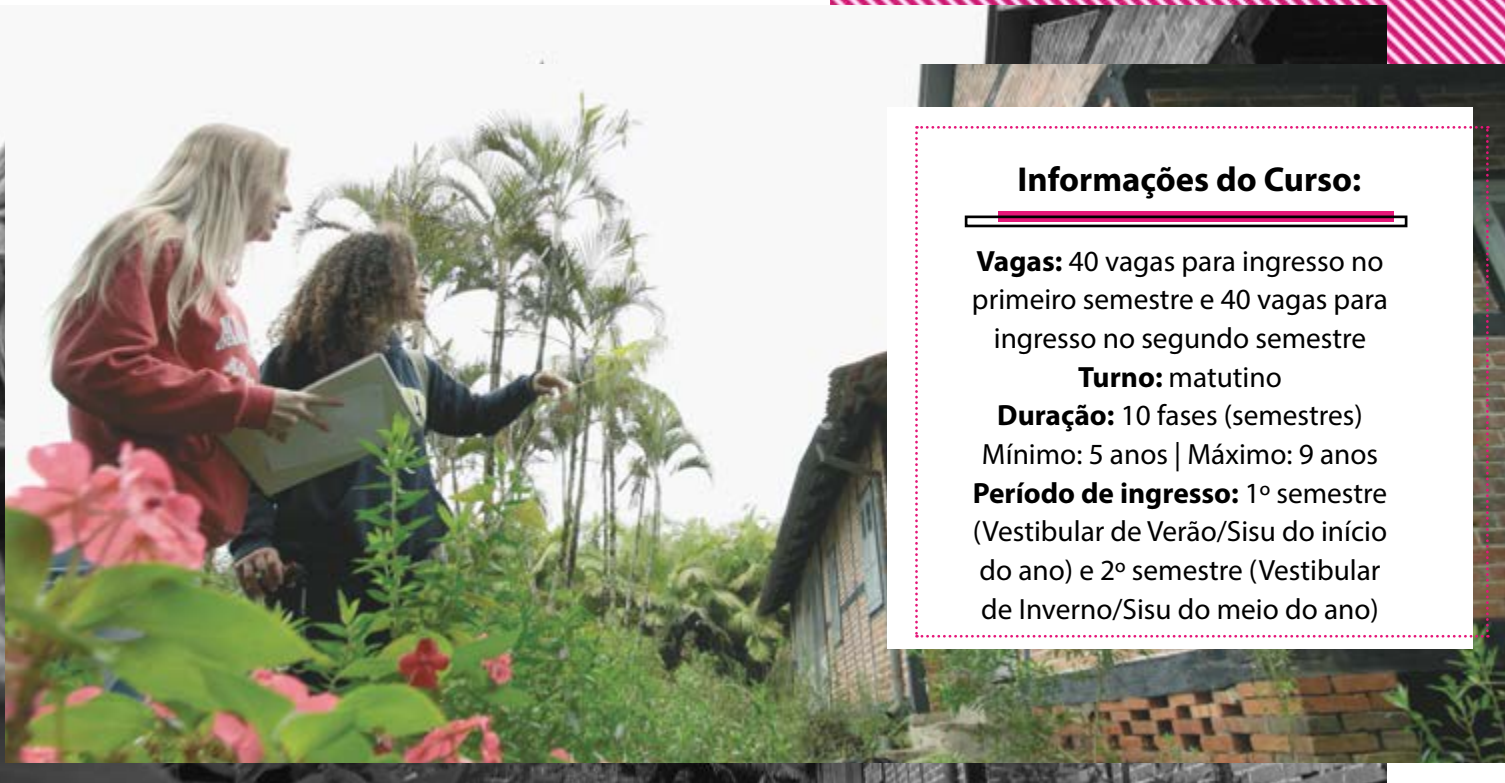 Informações do Curso:
Vagas: 40 vagas para ingresso no
primeiro semestre e 40 vagas para
ingresso no segundo semestre
Turno: matutino
Duração: 10 fases (semestres)
Mínimo: 5 anos | Máximo: 9 anos
Período de ingresso: 1º semestre
(Vestibular de Verão/Sisu do início
do ano) e 2º semestre (Vestibular
de Inverno/Sisu do meio do ano)